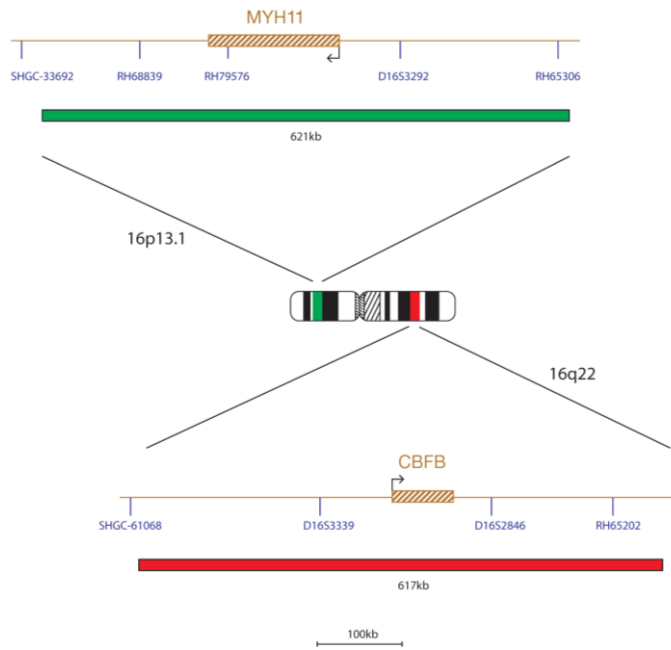 MYH11
SHGC-33692 RH68839 RH79576 D16S3292 RH65306
621kb
16p13.1
16q22
CBFB
SHGC-61068 D16S3339 D16S2846 RH65202
617kb
100kb